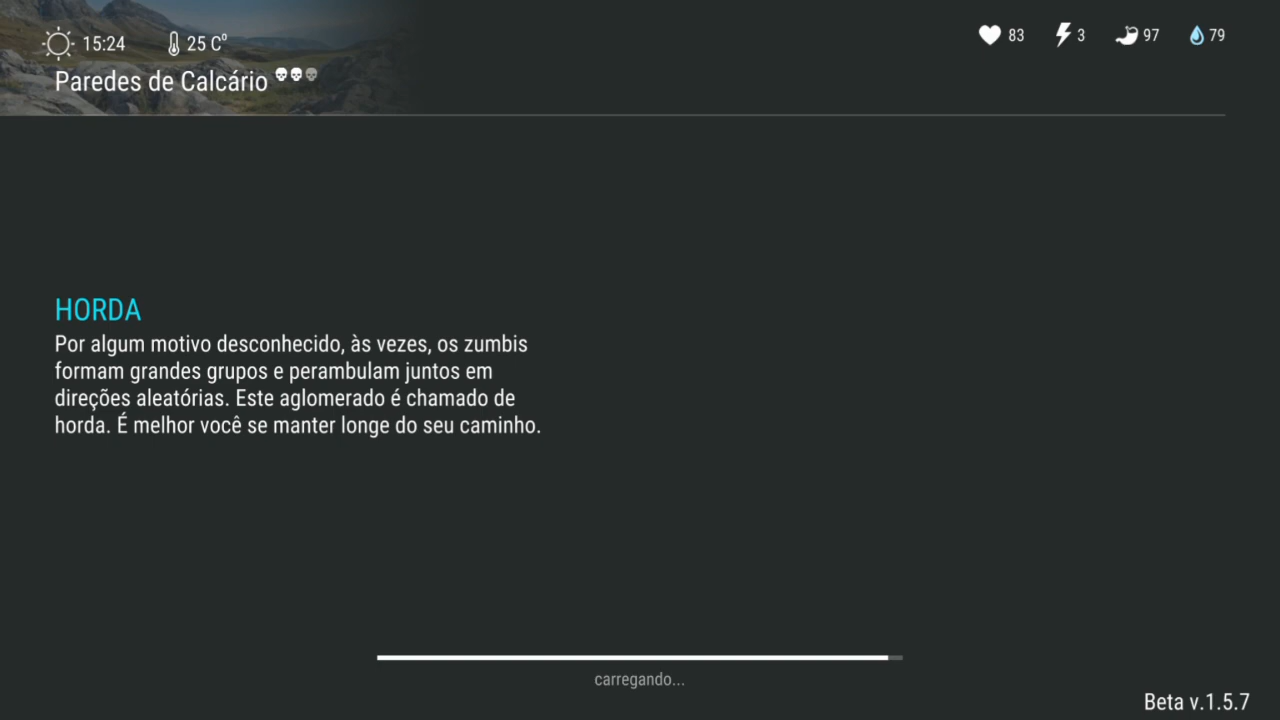 15:24
25 Cº
83
3
97
79
Paredes de Calcário
HORDA
Por algum motivo desconhecido, às vezes, os zumbis
formam grandes grupos e perambulam juntos em
direções aleatórias. Este aglomerado é chamado de
horda. É melhor você se manter longe do seu caminho.
carregando...
Beta v.1.5.7